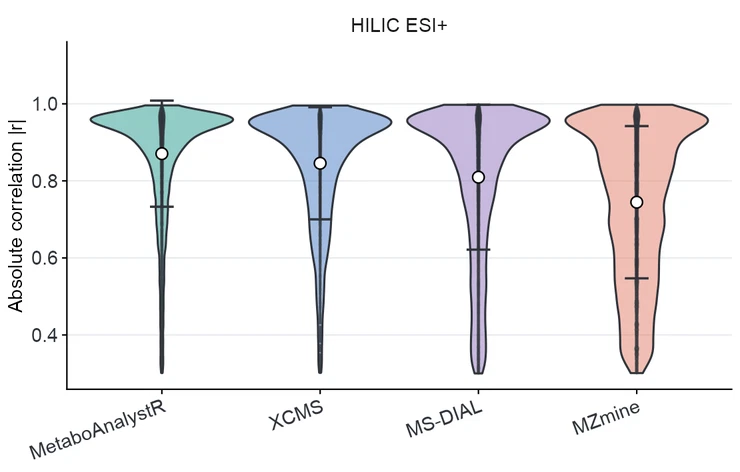 HILIC ESI+
Absolute correlation |r|
1.0
0.8
0.6
0.4
MetaboAnalystR
XCMS
MS-DIAL
MZmine